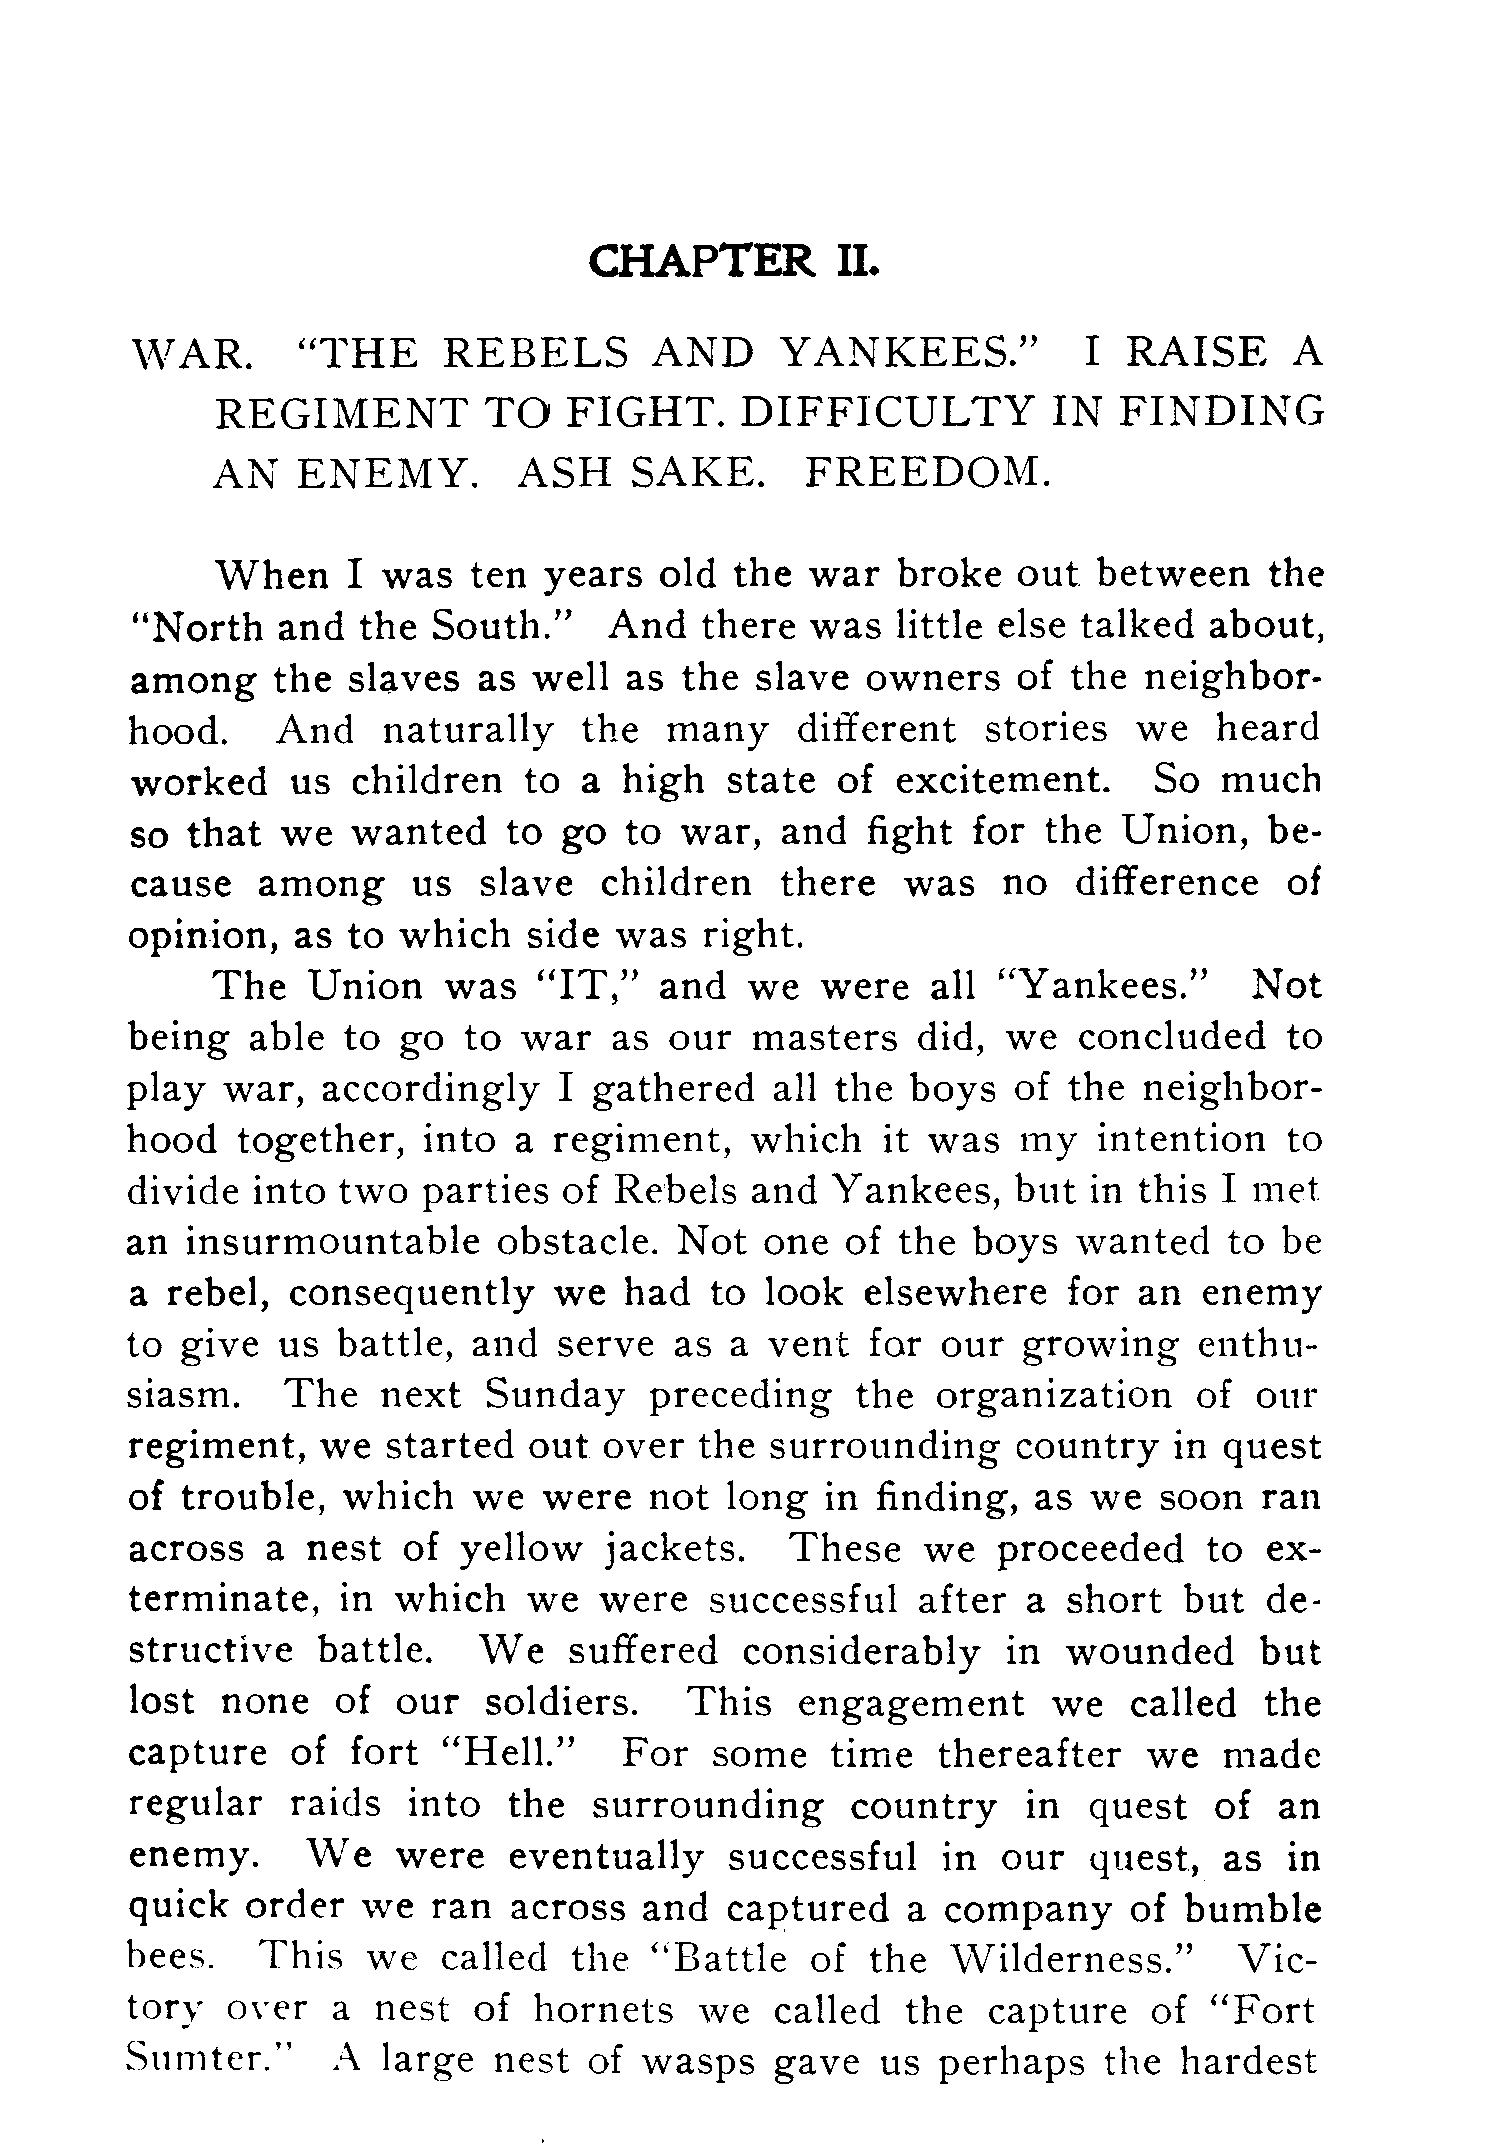 CHAPTER II.
WAR. "THE REBELS AND YANKEES." I RAISE A
REGIMENT TO FIGHT. DIFFICULTY IN FINDING
AN ENEMY. ASH SAKE. FREEDOM.
When I was ten years old the war broke out between the
"North and the South." And there was little else talked about,
among the slaves as well as the slave owners of the neighbor-
hood. And naturally the many different stories we heard
worked us children to a high state of excitement. So much
so that we wanted to go to war, and fight for the Union, be-
cause among us slave children there was no difference of
opinion, as to which side was right.
The Union was "IT," and we were all "Yankees." Not
being able to go to war as our masters did, we concluded to
play war, accordingly I gathered all the boys of the neighbor-
hood together, into a regiment, which it was my intention to
divide into two parties of Rebels and Yankees, but in this I met
an insurmountable obstacle. Not one of the boys wanted to be
a rebel, consequently we had to look elsewhere for an enemy
to give us battle, and serve as a vent for our growing enthu-
siasm. The next Sunday preceding the organization of our
regiment, we started out over the surrounding country in quest
of trouble, which we were not long in finding, as we soon ran
across a nest of yellow jackets. These we proceeded to ex-
terminate, in which we were successful after a short but de-
structive battle. We suffered considerably in wounded but
lost none of our soldiers. This engagement we called the
capture of fort "Hell." For some time thereafter we made
regular raids into the surrounding country in quest of an
enemy. We were eventually successful in our quest, as in
quick order we ran across and captured a company of bumble
bees. This we called the "Battle of the Wilderness." Vic-
tory over a nest of hornets we called the capture of "Fort
Sumter." A large nest of wasps gave us perhaps the hardest